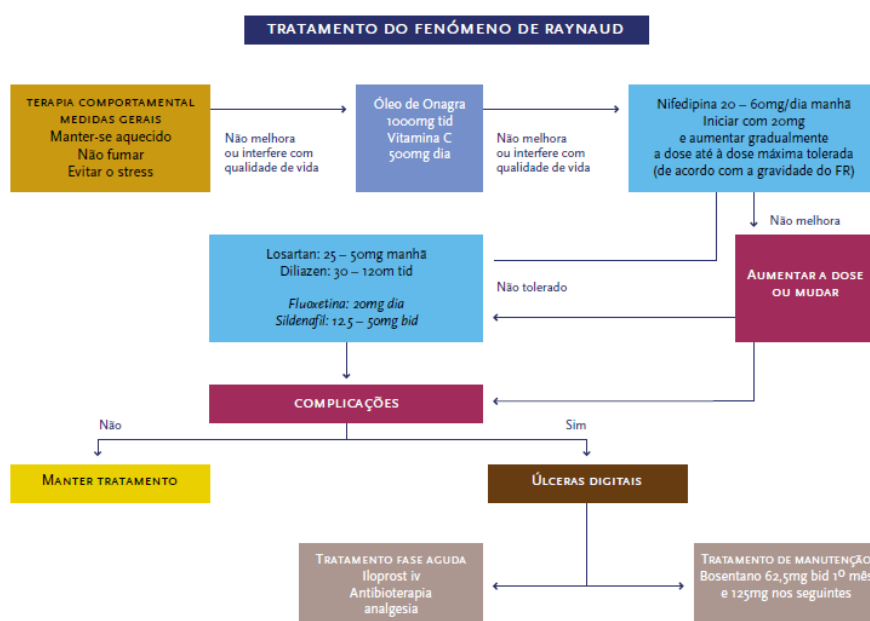 TRATAMENTO DO FENÓMENO DE RAYNAUD
TERAPIA COMPORTAMENTAL
MEDIDAS GERAIS
Manter-se aquecido
Não fumar
Evitar o stress
Não melhora
ou interfere com
qualidade de vida
Óleo de Onagra
1000mg tid
Vitamina C
500mg dia
Não melhora
ou interfere com
qualidade de vida
Nifedipina 20 – 60mg/dia manhã
Iniciar com 20mg
e aumentar gradualmente
a dose até à dose máxima tolerada
(de acordo com a gravidade do FR)
Não melhora
AUMENTAR A DOSE
OU MUDAR
Não tolerado
Losartan: 25 – 50mg manhã
Diliazen: 30 – 120m tid
Fluoxetina: 20mg dia
Sildenafil: 12.5 – 50mg bid
COMPLICAÇÕES
Não
Sim
MANTER TRATAMENTO
ÚLCERAS DIGITAIS
TRATAMENTO FASE AGUDA
Iloprost iv
Antibioterapia
analgesia
TRATAMENTO DE MANUTENÇÃO
Bosentano 62,5mg bid 1º mês
e 125mg nos seguintes